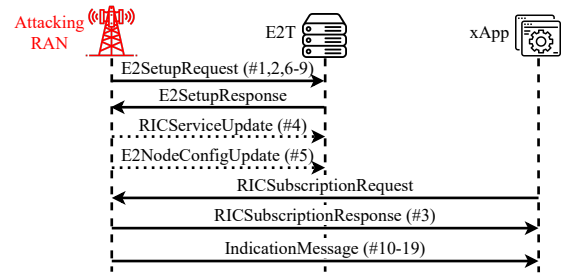 Attacking
RAN
E2T
xApp
E2SetupRequest (#1,2,6-9)
E2SetupResponse
RICServiceUpdate (#4)
E2NodeConfigUpdate (#5)
RICSubscriptionRequest
RICSubscriptionResponse (#3)
IndicationMessage (#10-19)